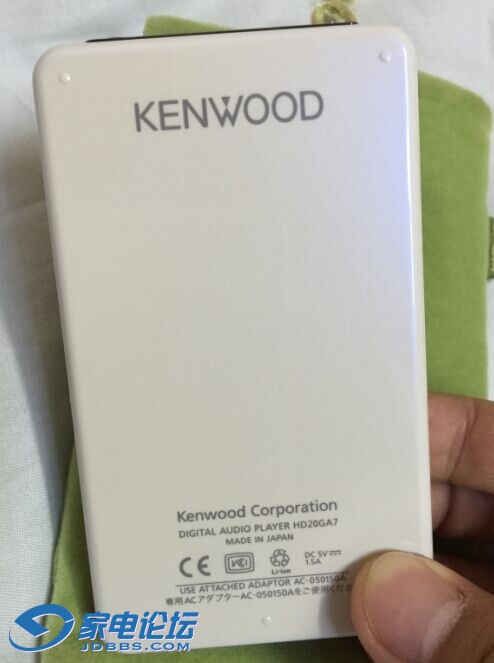 KENWOOD
Kenwood Corporation
DIGITAL AUDIO PLAYER HD20GA7
MADE IN JAPAN
CE VCI Li-ion DC 5V 1.5A
USE ATTACHED ADAPTOR AC-050150A
専用ACアダプターAC-050150Aをご使用くださ
家电论坛
JDBBS.COM